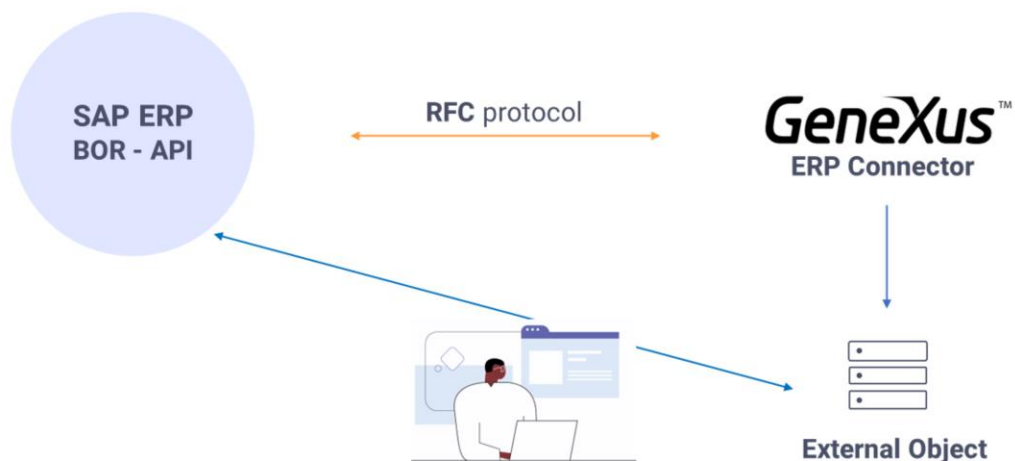 SAP ERP
BOR - API
RFC protocol
GeneXus™
ERP Connector
External Object